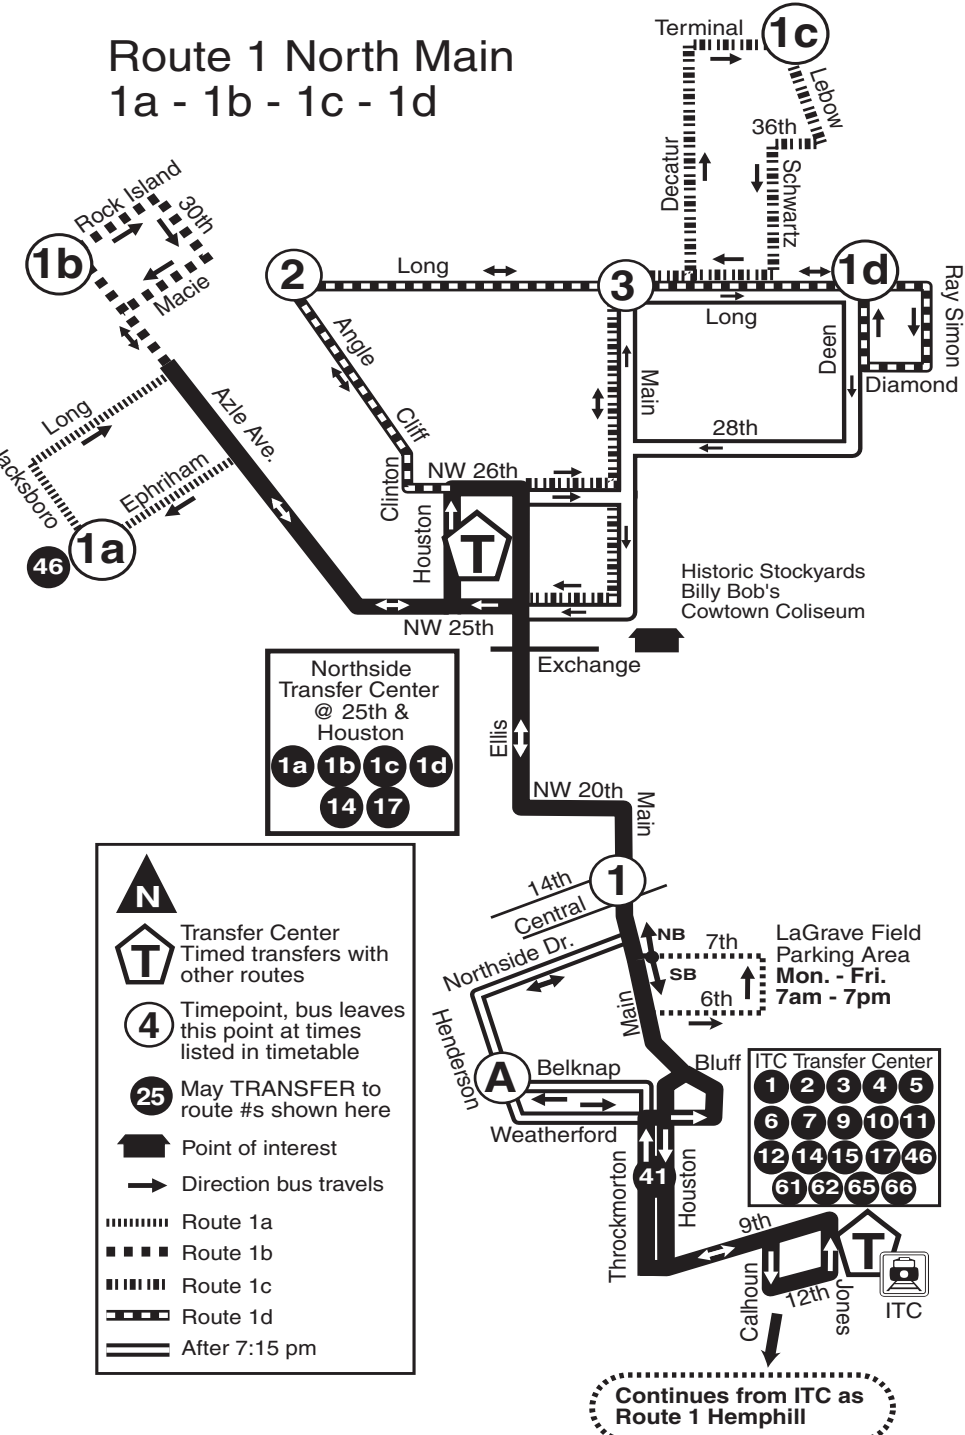 Route 1 North Main
1a - 1b - 1c - 1d
Terminal
1c
Lebow
36th
Decatur
Schwartz
Rock Island
30th
1b
Macie
2
Long
3
1d
Ray Simon
Long
Deen
Diamond
Angle
Main
Cliff
28th
Azle Ave.
Long
Jacksboro
Ephriham
1a
46
Clinton
NW 26th
Houston
T
NW 25th
Historic Stockyards
Billy Bob's
Cowtown Coliseum
Exchange
Northside
Transfer Center
@ 25th &
Houston
1a 1b 1c 1d
14 17
Ellis
NW 20th
Main
1
14th
Central
Northside Dr.
NB
SB
7th
6th
LaGrave Field
Parking Area
Mon. - Fri.
7am - 7pm
Main
Henderson
A
Belknap
Weatherford
Bluff
41
Throckmorton
Houston
ITC Transfer Center
1 2 3 4 5
6 7 9 10 11
12 14 15 17 46
61 62 65 66
9th
T
Calhoun
12th
Jones
ITC
Continues from ITC as
Route 1 Hemphill
N
T
Transfer Center
Timed transfers with
other routes
4
Timepoint, bus leaves
this point at times
listed in timetable
25
May TRANSFER to
route #s shown here
Point of interest
Direction bus travels
Route 1a
Route 1b
Route 1c
Route 1d
After 7:15 pm